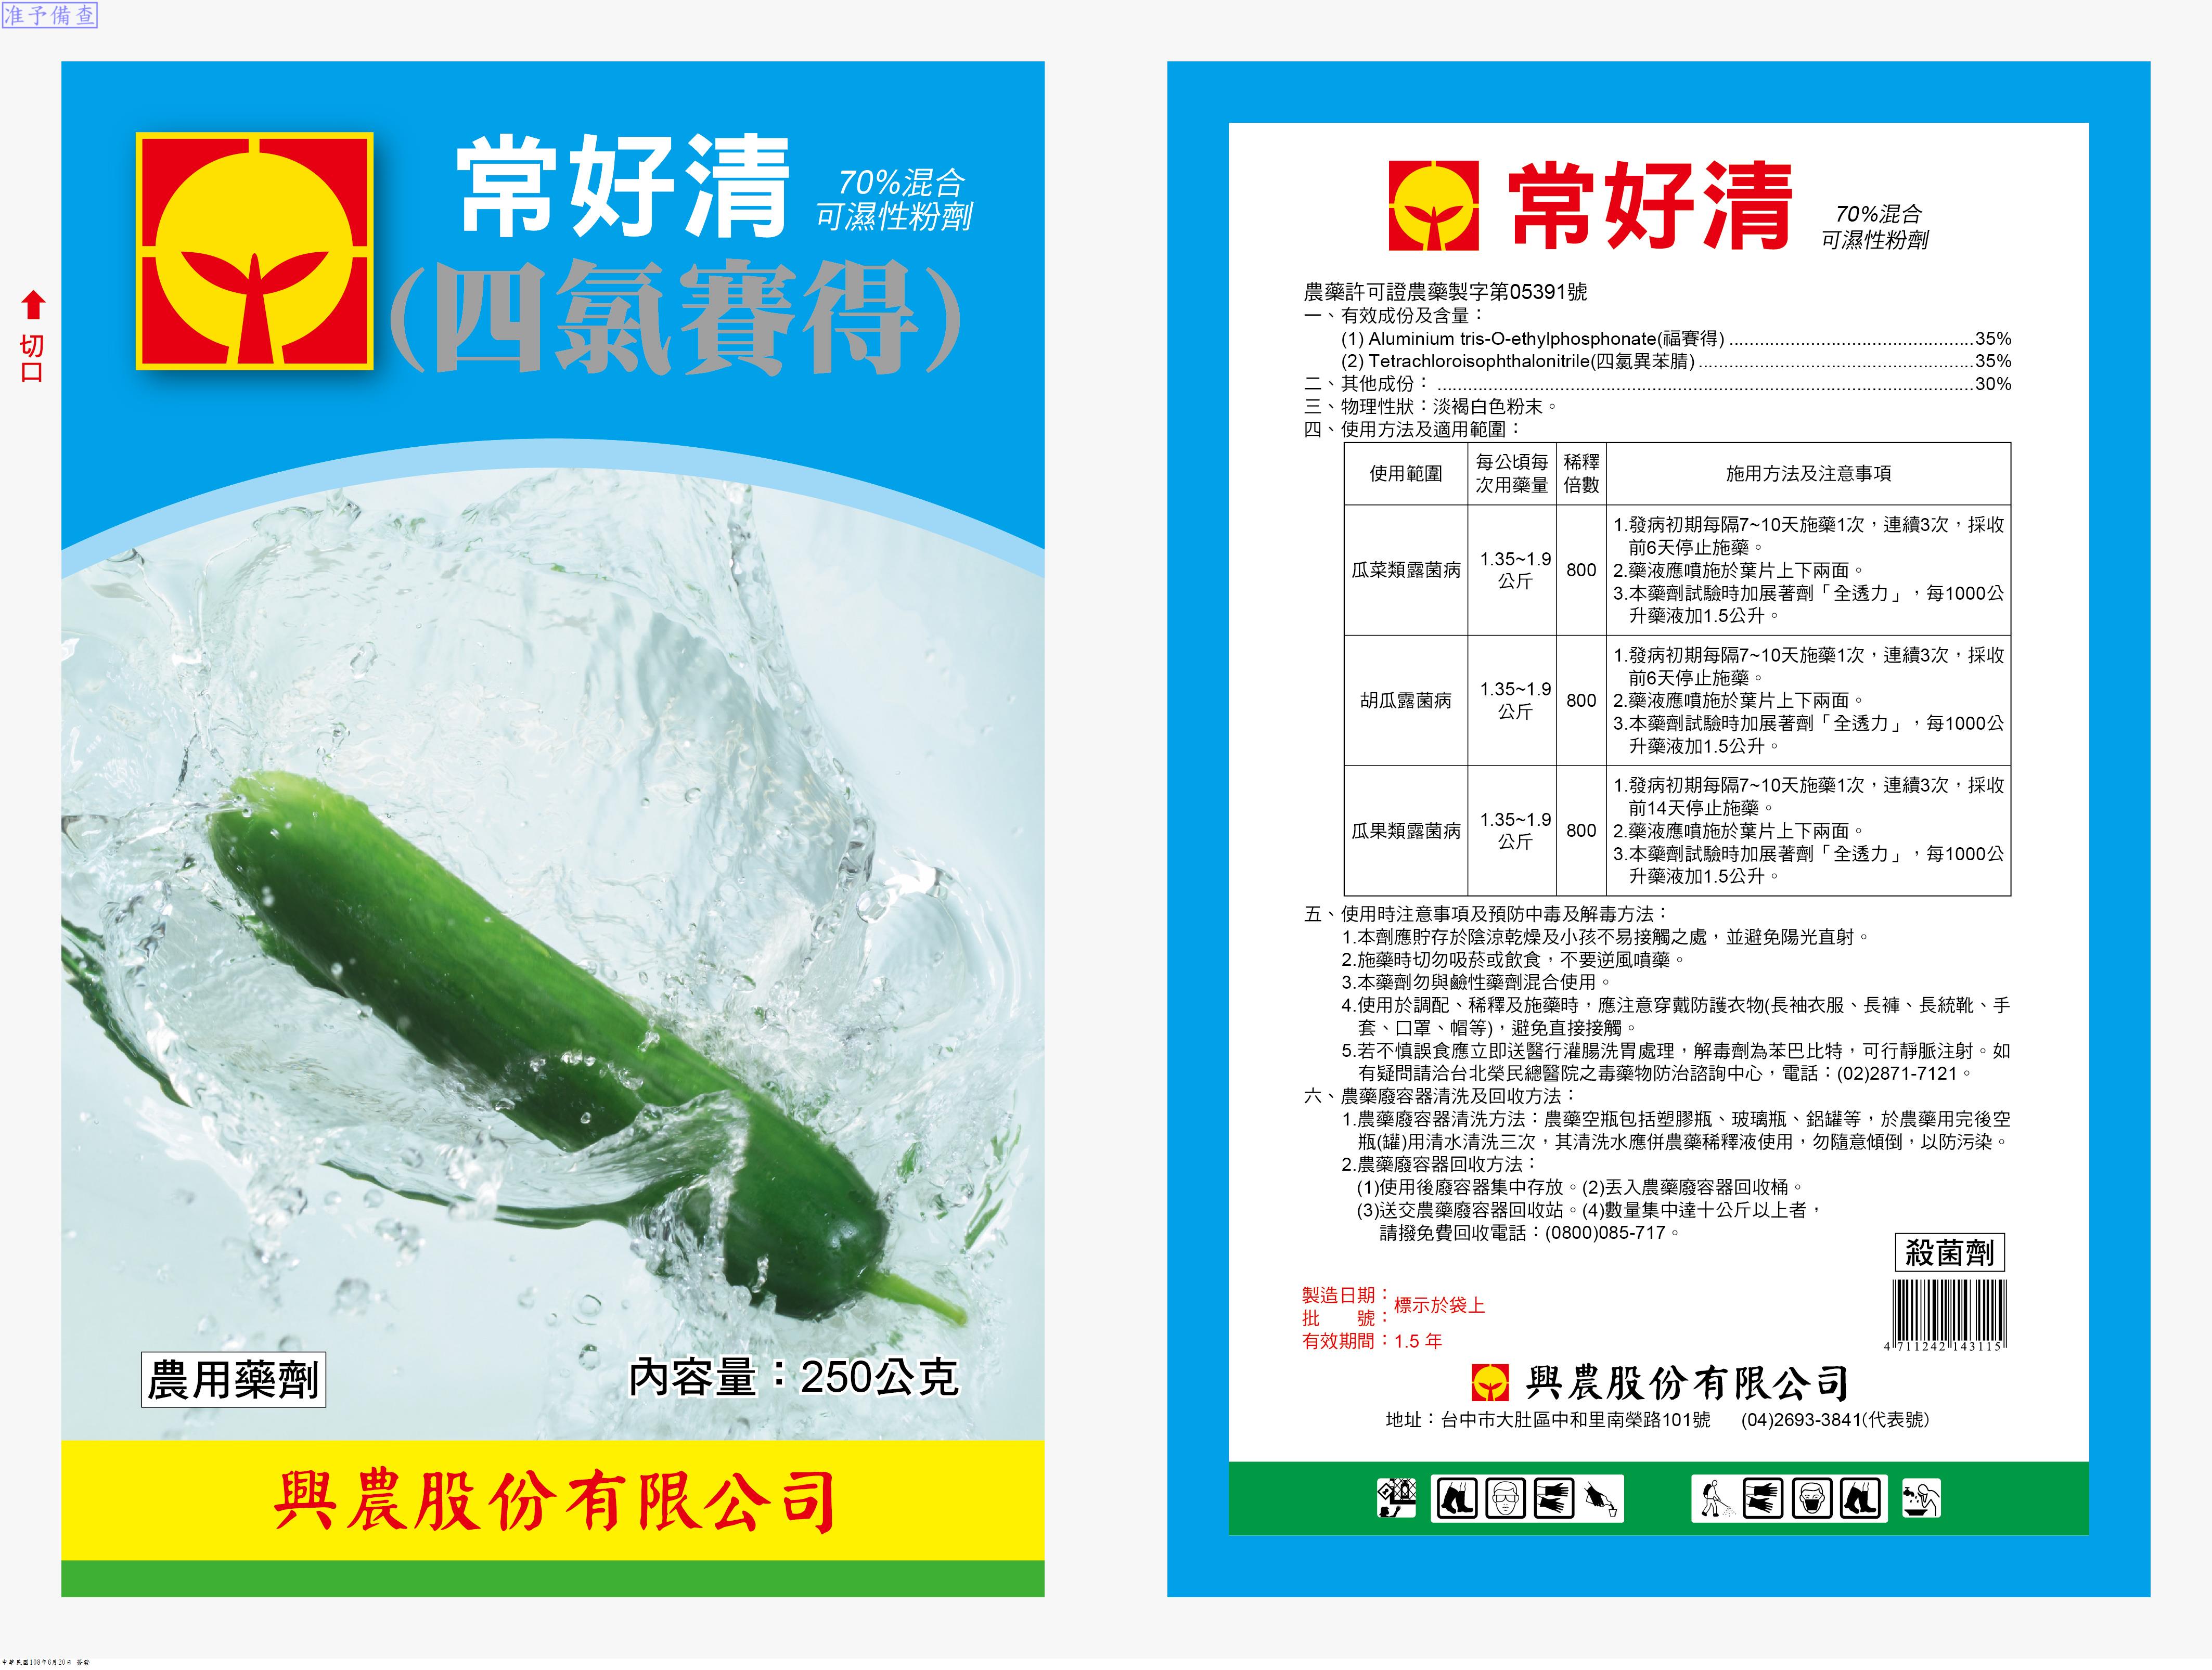 准予備查
切口
常好清
70%混合
可濕性粉劑
(四氯賽得)
農用藥劑
內容量：250公克
興農股份有限公司
常好清
70%混合
可濕性粉劑
農藥許可證農藥製字第05391號
一、有效成份及含量：
(1) Aluminium tris-O-ethylphosphonate(福賽得) ................................................35%
(2) Tetrachloroisophthalonitrile(四氯異苯腈)......................................................35%
二、其他成份： .........................................................................................................30%
三、物理性狀：淡褐白色粉末。
四、使用方法及適用範圍：
使用範圍
每公頃每
次用藥量
稀釋
倍數
施用方法及注意事項
瓜菜類露菌病
1.35~1.9
公斤
800
1.發病初期每隔7~10天施藥1次，連續3次，採收
前6天停止施藥。
2.藥液應噴施於葉片上下兩面。
3.本藥劑試驗時加展著劑「全透力」，每1000公
升藥液加1.5公升。
胡瓜露菌病
1.35~1.9
公斤
800
1.發病初期每隔7~10天施藥1次，連續3次，採收
前6天停止施藥。
2.藥液應噴施於葉片上下兩面。
3.本藥劑試驗時加展著劑「全透力」，每1000公
升藥液加1.5公升。
瓜果類露菌病
1.35~1.9
公斤
800
1.發病初期每隔7~10天施藥1次，連續3次，採收
前14天停止施藥。
2.藥液應噴施於葉片上下兩面。
3.本藥劑試驗時加展著劑「全透力」，每1000公
升藥液加1.5公升。
五、使用時注意事項及預防中毒及解毒方法：
1.本劑應貯存於陰涼乾燥及小孩不易接觸之處，並避免陽光直射。
2.施藥時切勿吸菸或飲食，不要逆風噴藥。
3.本藥劑勿與鹼性藥劑混合使用。
4.使用於調配、稀釋及施藥時，應注意穿戴防護衣物(長袖衣服、長褲、長統靴、手
套、口罩、帽等)，避免直接接觸。
5.若不慎誤食應立即送醫行灌腸洗胃處理，解毒劑為苯巴比特，可行靜脈注射。如
有疑問請洽台北榮民總醫院之毒藥物防治諮詢中心，電話：(02)2871-7121。
六、農藥廢容器清洗及回收方法：
1.農藥廢容器清洗方法：農藥空瓶包括塑膠瓶、玻璃瓶、鋁罐等，於農藥用完後空
瓶(罐)用清水清洗三次，其清洗水應併農藥稀釋液使用，勿隨意傾倒，以防污染。
2.農藥廢容器回收方法：
(1)使用後廢容器集中存放。(2)丟入農藥廢容器回收桶。
(3)送交農藥廢容器回收站。(4)數量集中達十公斤以上者，
請撥免費回收電話：(0800)085-717。
殺菌劑
製造日期：
批　　號：
標示於袋上
有效期間：1.5 年
4 711242 143115
興農股份有限公司
地址：台中市大肚區中和里南榮路101號　(04)2693-3841(代表號)
中華民國108年6月20日 簽發